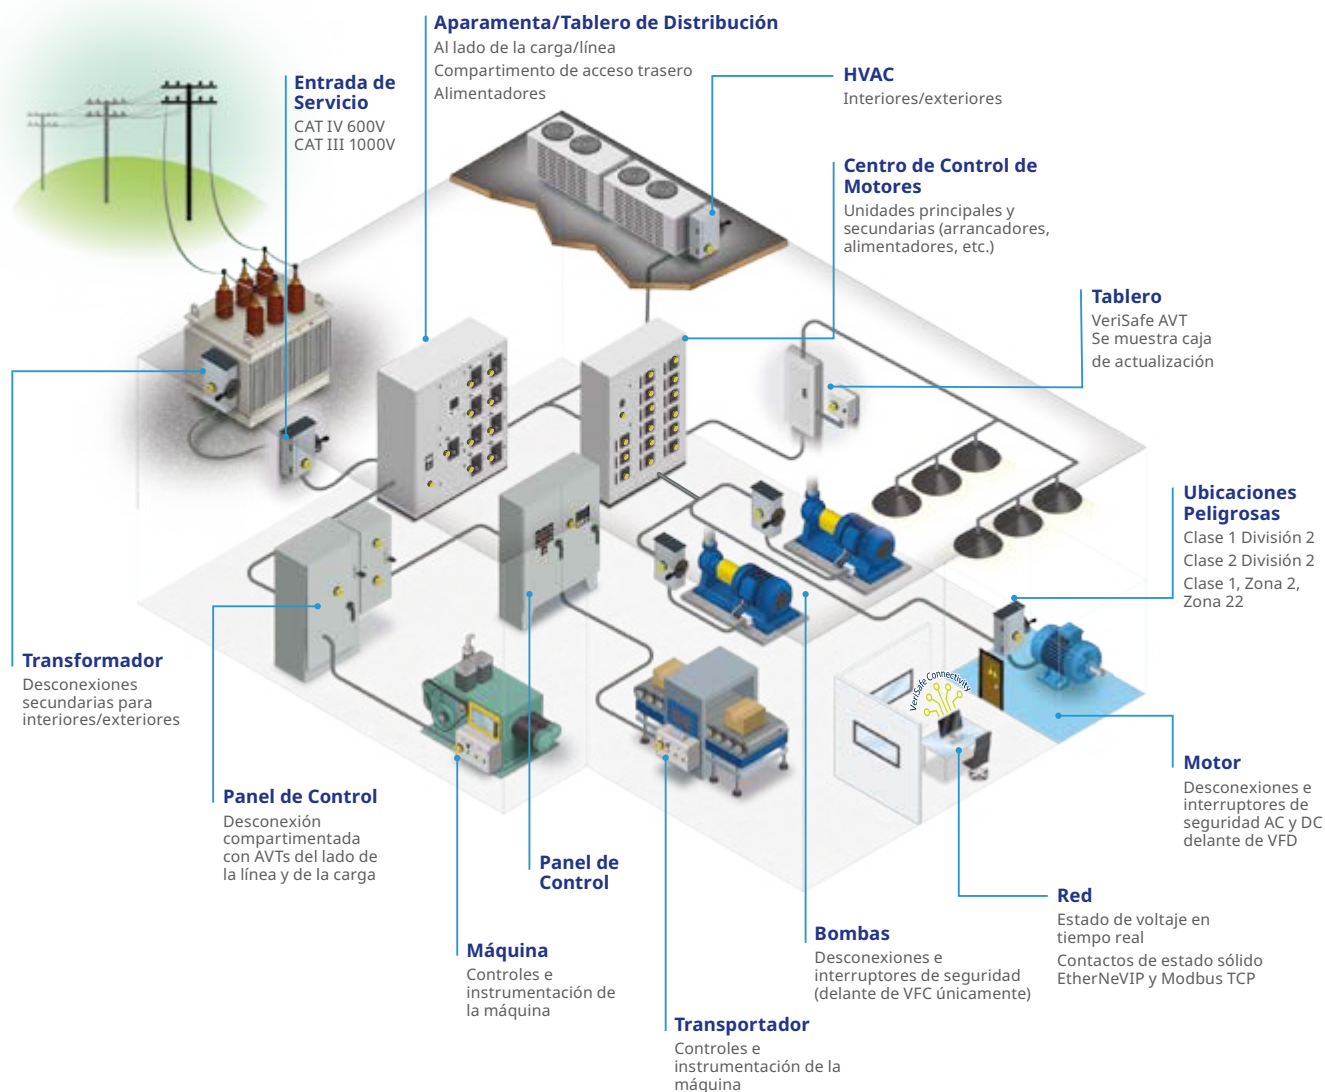 Aparamenta/Tablero de Distribución
Al lado de la carga/línea
Compartimento de acceso trasero
Alimentadores
Entrada de
Servicio
CAT IV 600V
CAT III 1000V
HVAC
Interiores/exteriores
Centro de Control de
Motores
Unidades principales y
secundarias (arrancadores,
alimentadores, etc.)
Tablero
VeriSafe AVT
Se muestra caja
de actualización
Ubicaciones
Peligrosas
Clase 1 División 2
Clase 2 División 2
Clase 1, Zona 2,
Zona 22
Transformador
Desconexiones
secundarias para
interiores/exteriores
VeriSafe Connectivity
Motor
Desconexiones e
interruptores de
seguridad AC y DC
delante de VFD
Panel de Control
Desconexión
compartimentada
con AVTs del lado de
la línea y de la carga
Panel de
Control
Red
Estado de voltaje en
tiempo real
Contactos de estado sólido
EtherNeVIP y Modbus TCP
Bombas
Desconexiones e
interruptores de seguridad
(delante de VFC únicamente)
Máquina
Controles e
instrumentación de
la máquina
Transportador
Controles e
instrumentación de la
máquina